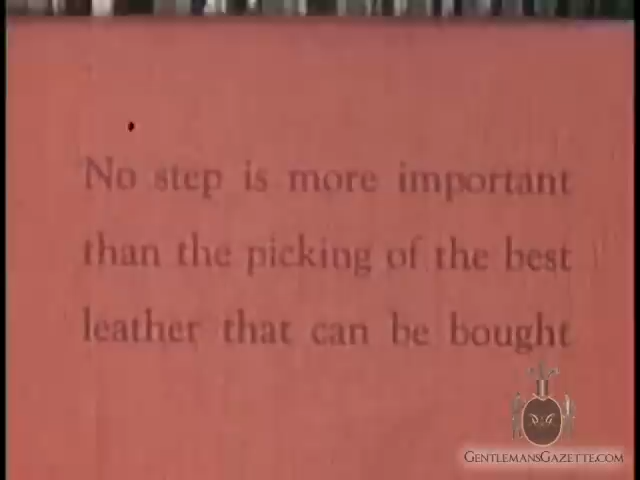 No step is more important
than the picking of the best
leather that can be bought
GENTLEMANSGAZETTE.COM